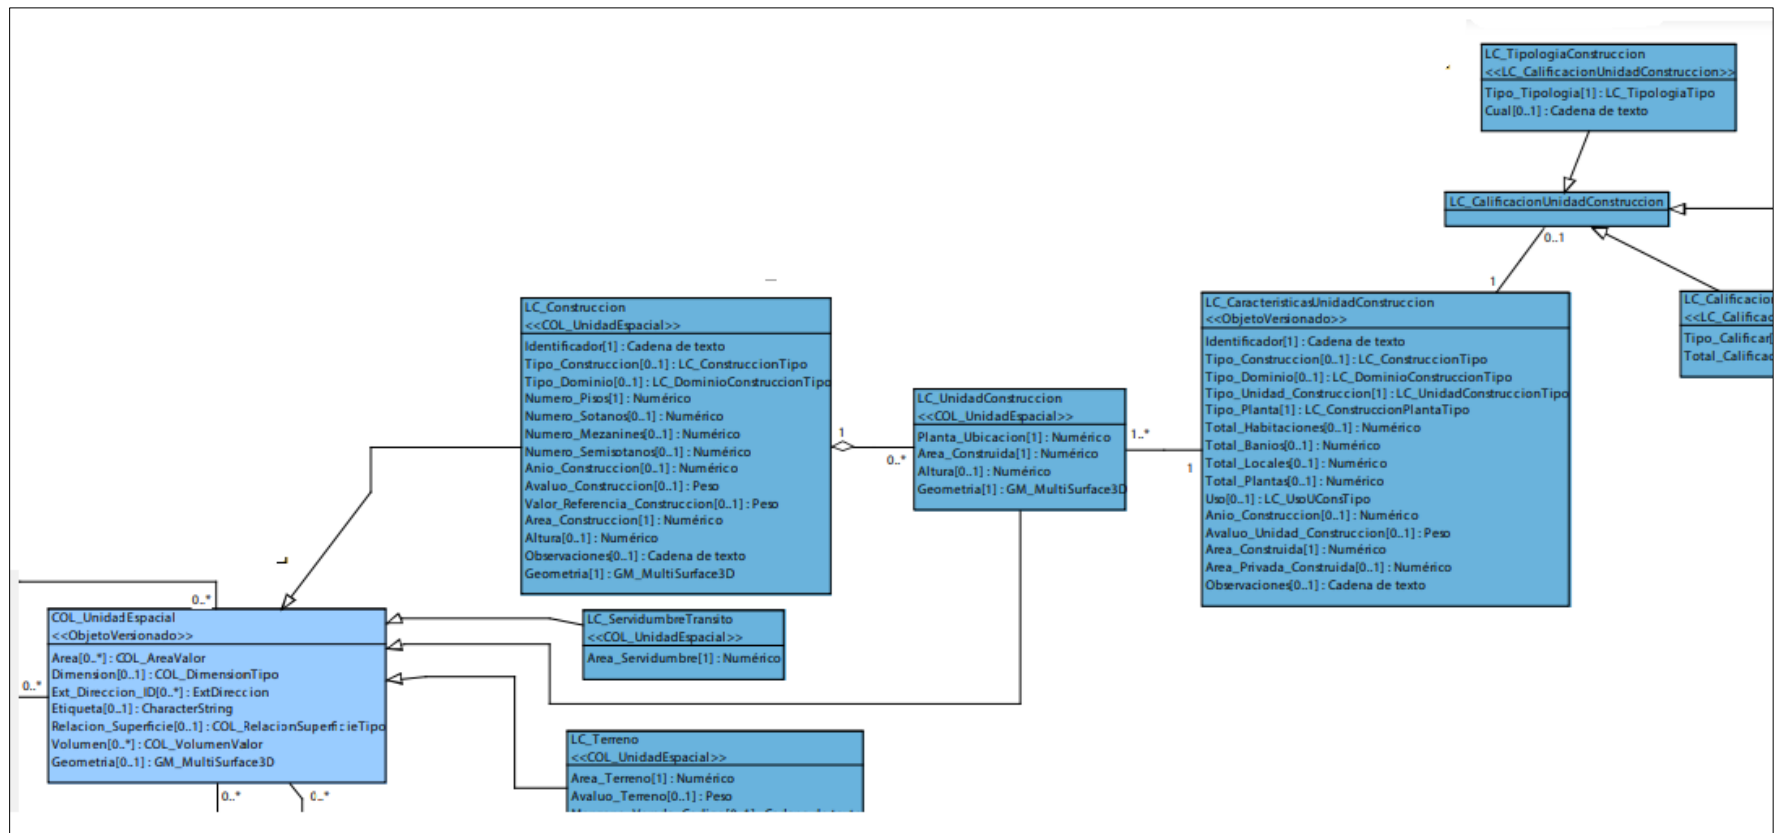 LC_TipologiaConstruccion
<<LC_CalificacionUnidadConstruccion>>
Tipo_Tipologia[1] : LC_TipologiaTipo
Cual[0..1] : Cadena de texto
LC_CalificacionUnidadConstruccion
0..1
1
LC_Construccion
<<COL_UnidadEspacial>>
Identificador[1] : Cadena de texto
Tipo_Construccion[0..1] : LC_ConstruccionTipo
Tipo_Dominio[0..1] : LC_DominioConstruccionTipo
Numero_Pisos[1] : Numérico
Numero_Sotanos[0..1] : Numérico
Numero_Mezanines[0..1] : Numérico
Numero_Semisotanos[0..1] : Numérico
Anio_Construccion[0..1] : Numérico
Avaluo_Construccion[0..1] : Peso
Valor_Referencia_Construccion[0..1] : Peso
Area_Construccion[1] : Numérico
Altura[0..1] : Numérico
Observaciones[0..1] : Cadena de texto
Geometria[1] : GM_MultiSurface3D
1
0..*
LC_UnidadConstruccion
<<COL_UnidadEspacial>>
Planta_Ubicacion[1] : Numérico
Area_Construida[1] : Numérico
Altura[0..1] : Numérico
Geometria[1] : GM_MultiSurface3D
1..*
1
LC_CaracteristicasUnidadConstruccion
<<ObjetoVersionado>>
Identificador[1] : Cadena de texto
Tipo_Construccion[0..1] : LC_ConstruccionTipo
Tipo_Dominio[0..1] : LC_DominioConstruccionTipo
Tipo_Unidad_Construccion[1] : LC_UnidadConstruccionTipo
Tipo_Planta[1] : LC_ConstruccionPlantaTipo
Total_Habitaciones[0..1] : Numérico
Total_Banios[0..1] : Numérico
Total_Locales[0..1] : Numérico
Total_Plantas[0..1] : Numérico
Uso[0..1] : LC_UsoUConsTipo
Anio_Construccion[0..1] : Numérico
Avaluo_Unidad_Construccion[0..1] : Peso
Area_Construida[1] : Numérico
Area_Privada_Construida[0..1] : Numérico
Observaciones[0..1] : Cadena de texto
LC_Calificacio
<<LC_Calificac
Tipo_Calificar[
Total_Calificac
0..*
COL_UnidadEspacial
<<ObjetoVersionado>>
Area[0..*] : COL_AreaValor
Dimension[0..1] : COL_DimensionTipo
Ext_Direccion_ID[0..*] : ExtDireccion
Etiqueta[0..1] : CharacterString
Relacion_Superficie[0..1] : COL_RelacionSuperficieTipo
Volumen[0..*] : COL_VolumenValor
Geometria[0..1] : GM_MultiSurface3D
0..*
0..*
0..*
LC_ServidumbreTransito
<<COL_UnidadEspacial>>
Area_Servidumbre[1] : Numérico
LC_Terreno
<<COL_UnidadEspacial>>
Area_Terreno[1] : Numérico
Avaluo_Terreno[0..1] : Peso